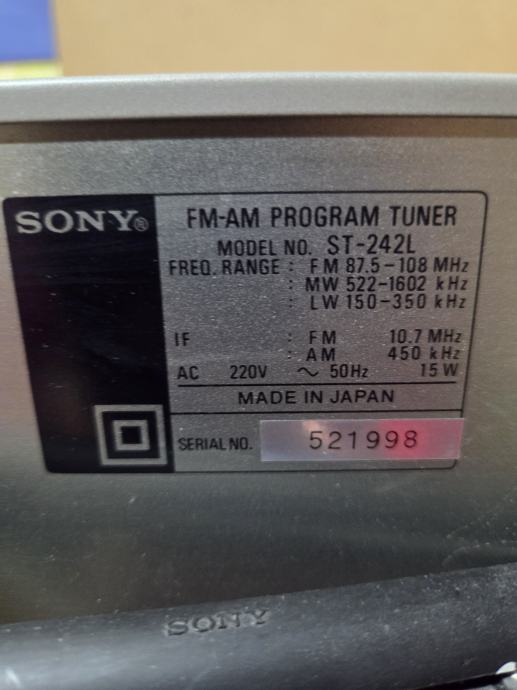 SONY®
FM-AM PROGRAM TUNER
MODEL NO. ST-242L
FREQ. RANGE : FM 87.5-108 MHz
: MW 522-1602 kHz
: LW 150-350 kHz
IF : FM 10.7 MHz
: AM 450 kHz
AC 220V ~ 50Hz 15 W
MADE IN JAPAN
SERIAL NO. 521998
SONY